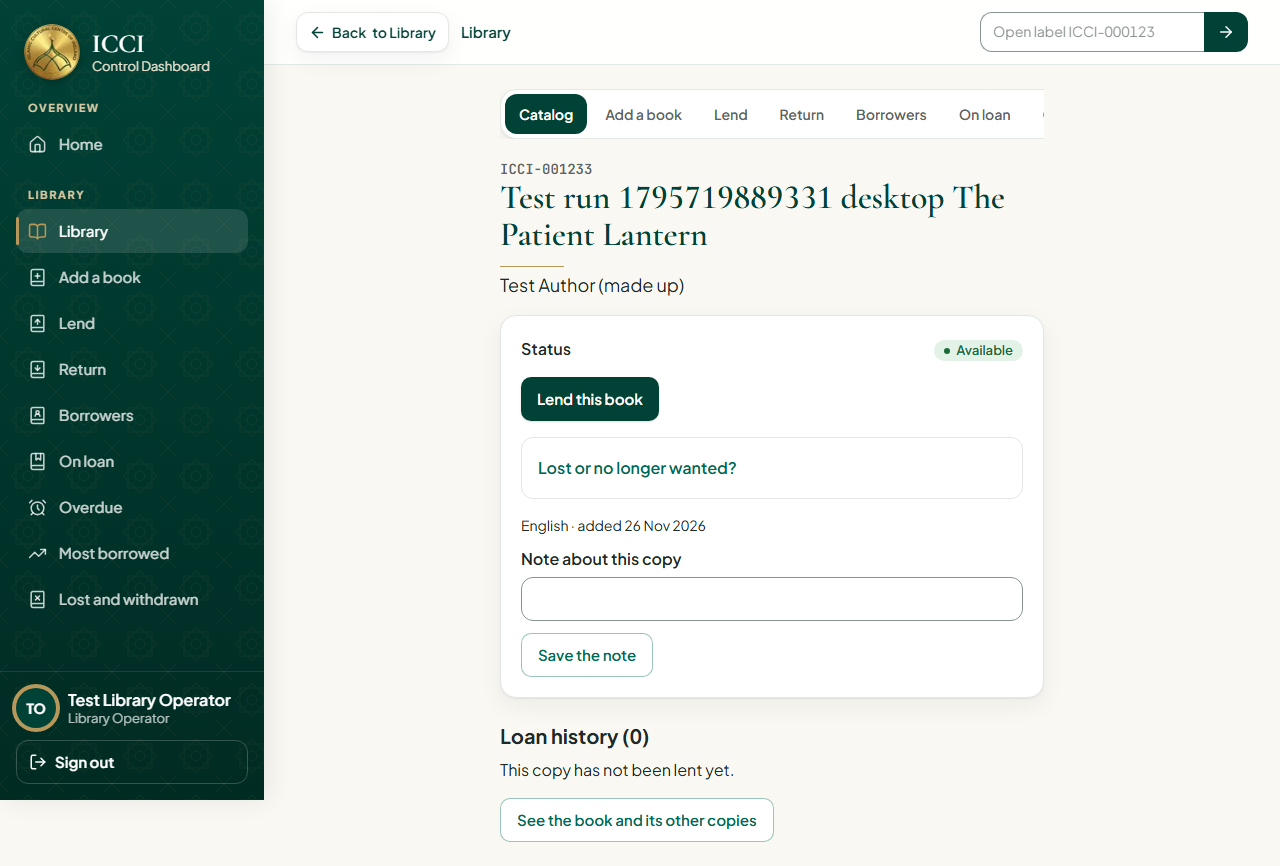 ICCI
Control Dashboard
OVERVIEW
Home
LIBRARY
Library
Add a book
Lend
Return
Borrowers
On loan
Overdue
Most borrowed
Lost and withdrawn
TO
Test Library Operator
Library Operator
Sign out
Back to Library
Library
Open label ICCI-000123
Catalog
Add a book
Lend
Return
Borrowers
On loan
ICCI-001233
Test run 1795719889331 desktop The
Patient Lantern
Test Author (made up)
Status
Available
Lend this book
Lost or no longer wanted?
English · added 26 Nov 2026
Note about this copy
Save the note
Loan history (0)
This copy has not been lent yet.
See the book and its other copies